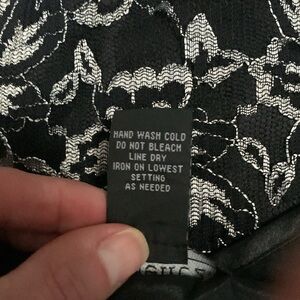 HAND WASH COLD
DO NOT BLEACH
LINE DRY
IRON ON LOWEST
SETTING
AS NEEDED